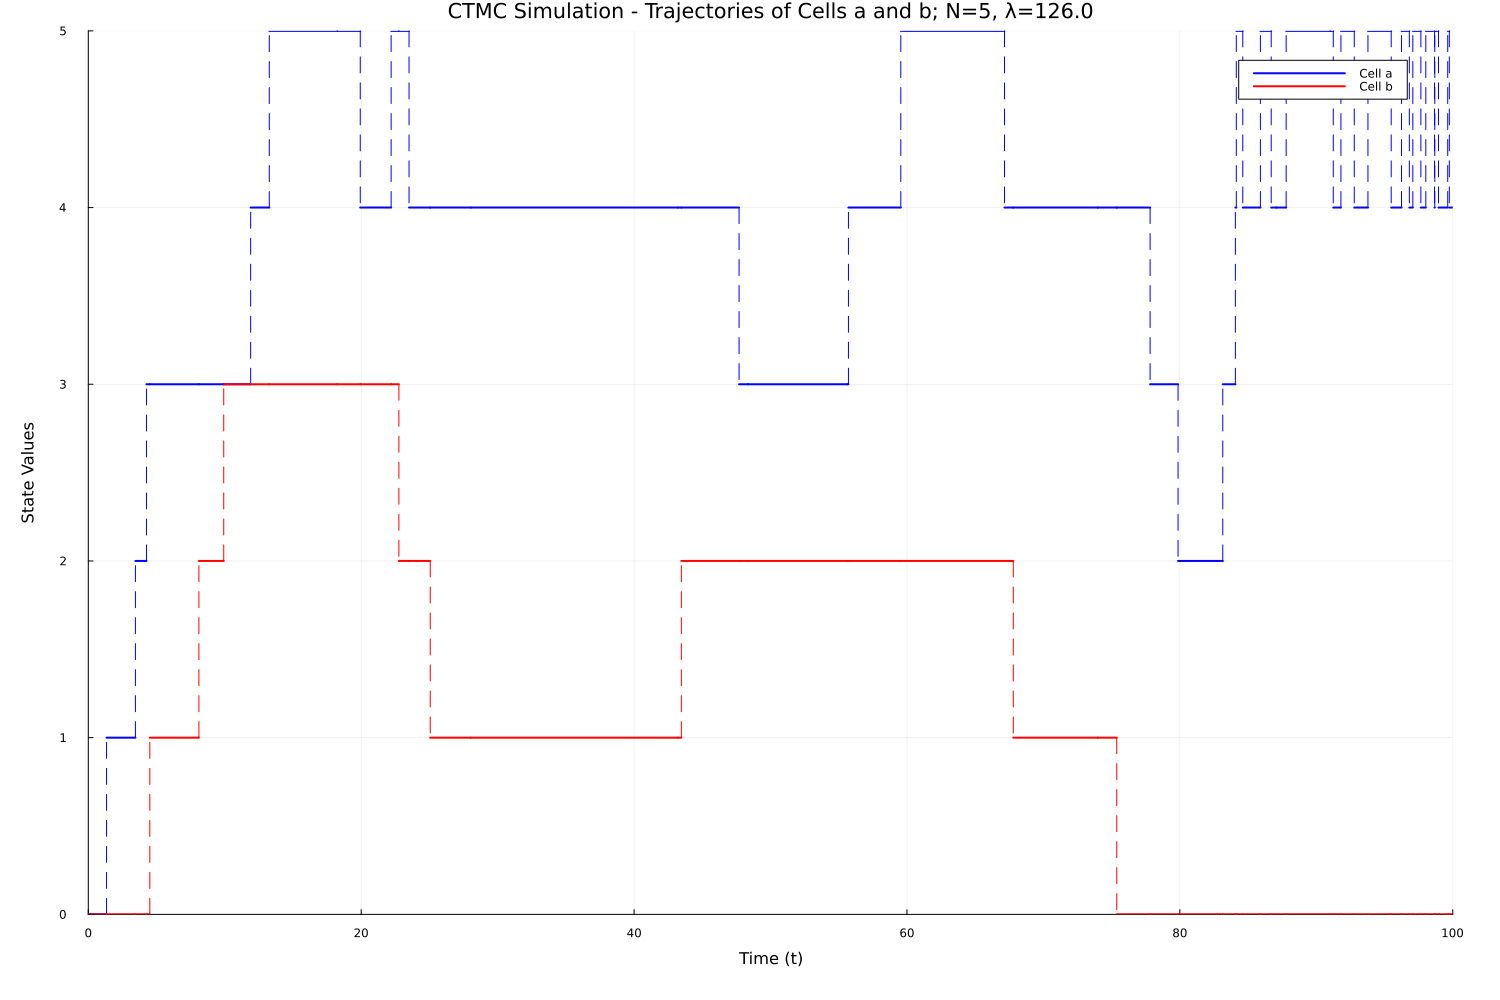 CTMC Simulation - Trajectories of Cells a and b; N=5, λ=126.0
5
Cell a
Cell b
4
3
State Values
2
1
0
0 20 40 60 80 100
Time (t)